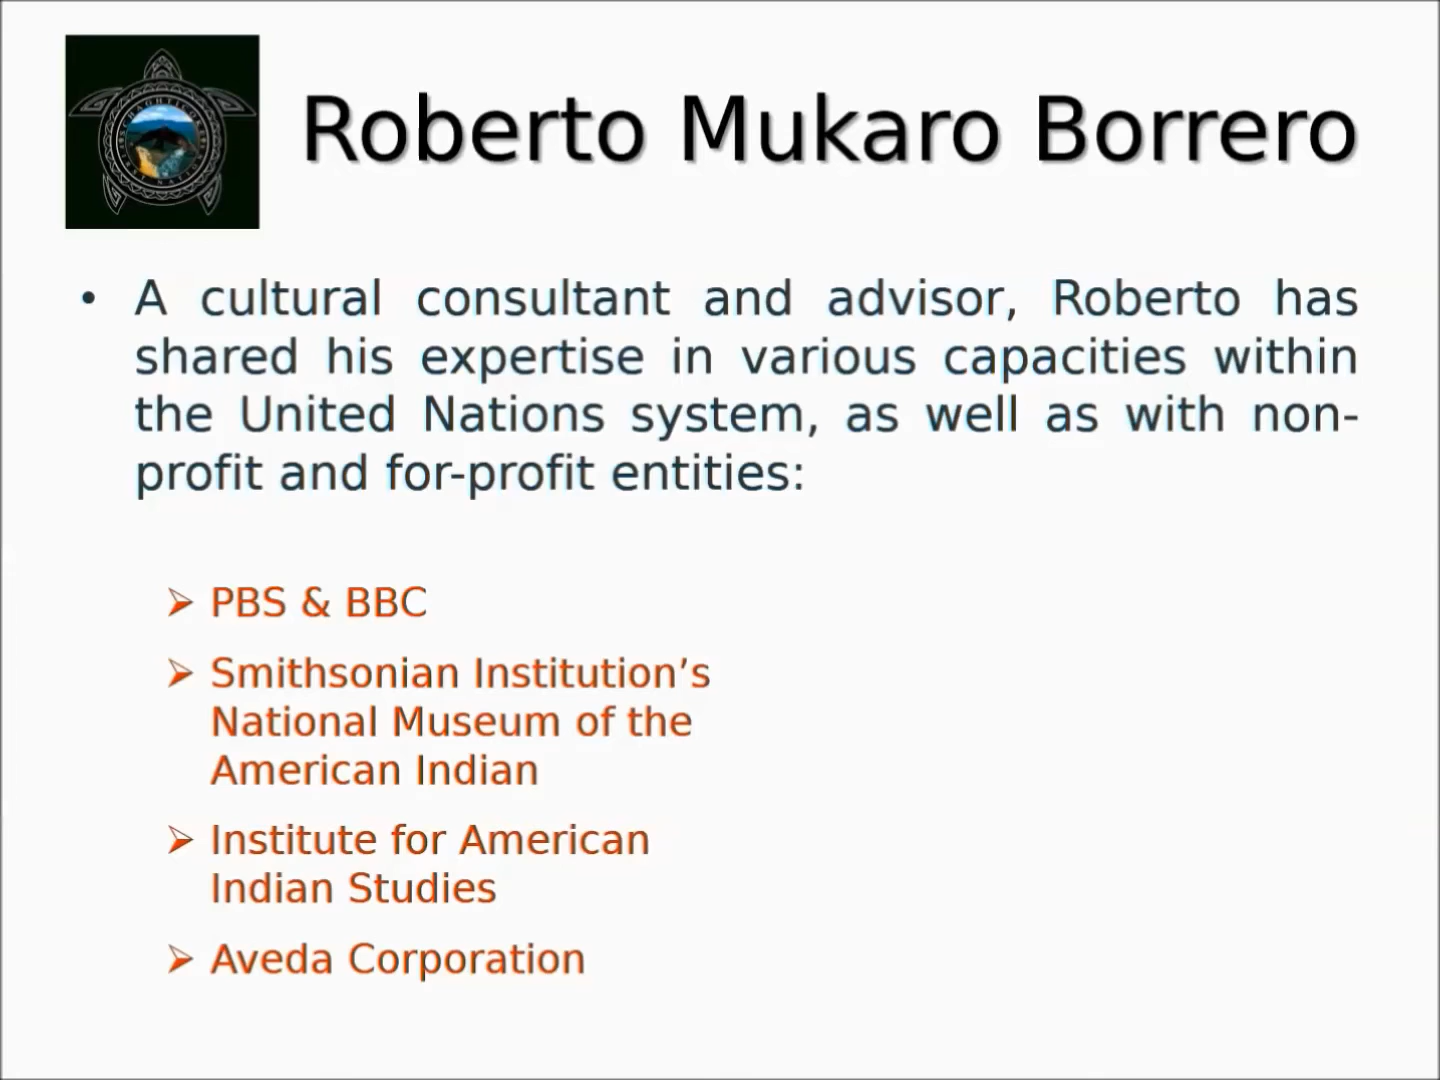 Roberto Mukaro Borrero
• A cultural consultant and advisor, Roberto has
shared his expertise in various capacities within
the United Nations system, as well as with non-
profit and for-profit entities:
➢ PBS & BBC
➢ Smithsonian Institution’s
National Museum of the
American Indian
➢ Institute for American
Indian Studies
➢ Aveda Corporation